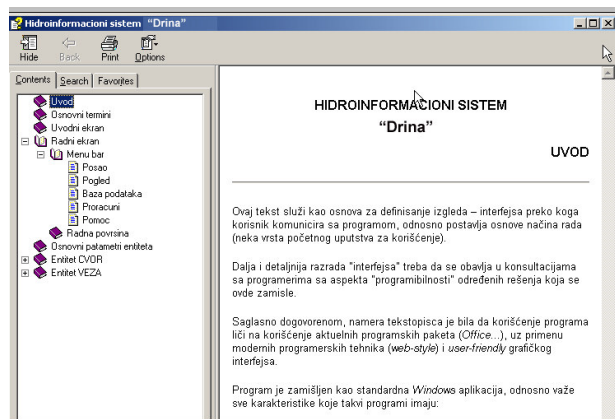 Hidroinformacioni sistem "Drina"
Hide Back Print Options
Contents Search Favorites
Uvod
Osnovni termini
Uvodni ekran
Radni ekran
Menu bar
Posao
Pogled
Baza podataka
Proracuni
Pomoc
Radna povrsina
Osnovni patametri entiteta
Entitet CVOR
Entitet VEZA
HIDROINFORMACIONI SISTEM
“Drina”
UVOD
Ovaj tekst služi kao osnova za definisanje izgleda – interfejsa preko koga
korisnik komunicira sa programom, odnosno postavlja osnove načina rada
(neka vrsta početnog uputstva za korišćenje).
Dalja i detaljnija razrada "interfejsa" treba da se obavlja u konsultacijama
sa programerima sa aspekta "programibilnosti" određenih rešenja koja se
ovde zamisle.
Saglasno dogovorenom, namera tekstopisca je bila da korišćenje programa
liči na korišćenje aktuelnih programskih paketa (Office...), uz primenu
modernih programerskih tehnika (web-style) i user-friendly grafičkog
interfejsa.
Program je zamišljen kao standardna Windows aplikacija, odnosno važe
sve karakteristike koje takvi programi imaju: